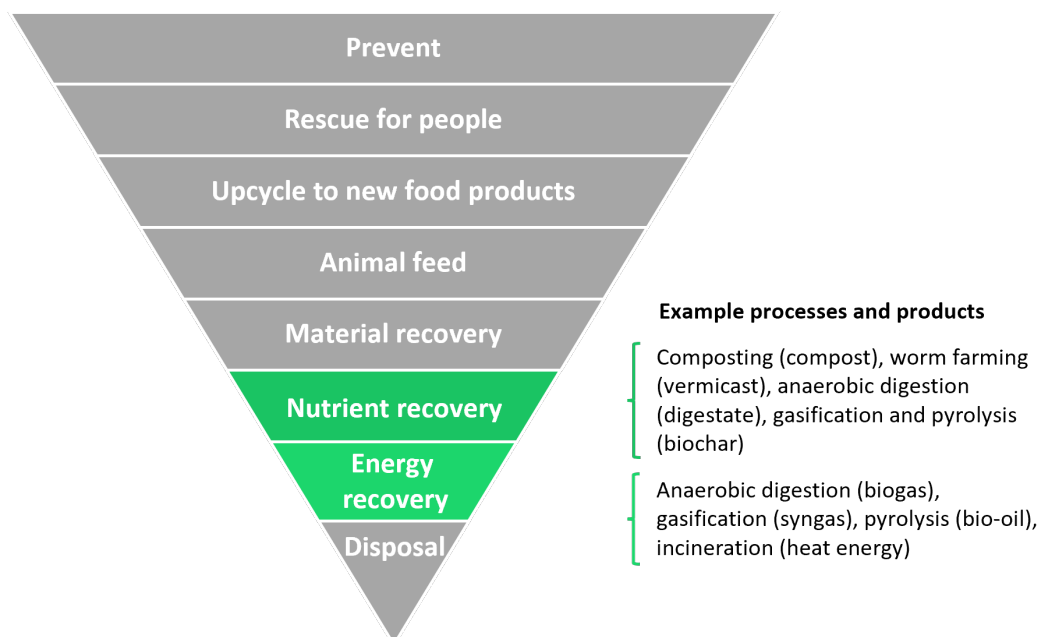 Prevent
Rescue for people
Upcycle to new food products
Animal feed
Material recovery
Nutrient recovery
Energy
recovery
Disposal
Example processes and products
Composting (compost), worm farming
(vermicast), anaerobic digestion
(digestate), gasification and pyrolysis
(biochar)
Anaerobic digestion (biogas),
gasification (syngas), pyrolysis (bio-oil),
incineration (heat energy)